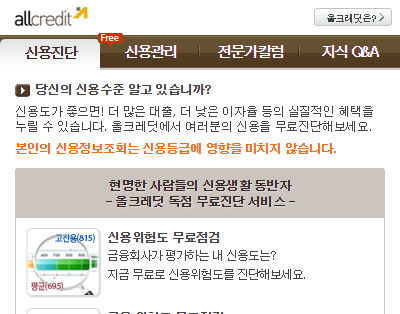 allcredit
올크레딧은?
Free
신용진단
신용관리
전문가칼럼
지식 Q&A
당신의 신용수준 알고 있습니까?
신용도가 좋으면! 더 많은 대출, 더 낮은 이자율 등의 실질적인 혜택을
누릴 수 있습니다. 올크레딧에서 여러분의 신용을 무료진단해보세요.
본인의 신용정보조회는 신용등급에 영향을 미치지 않습니다.
현명한 사람들의 신용생활 동반자
- 올크레딧 독점 무료진단 서비스 -
고신용(815)
평균(695)
신용위험도 무료점검
금융회사가 평가하는 내 신용도는?
지금 무료로 신용위험도를 진단해보세요.